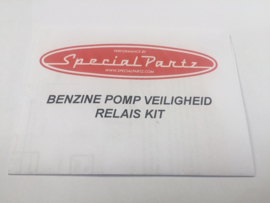 SpecialPartz
WWW.SPECIALPARTZ.COM
BENZINE POMP VEILIGHEID
RELAIS KIT